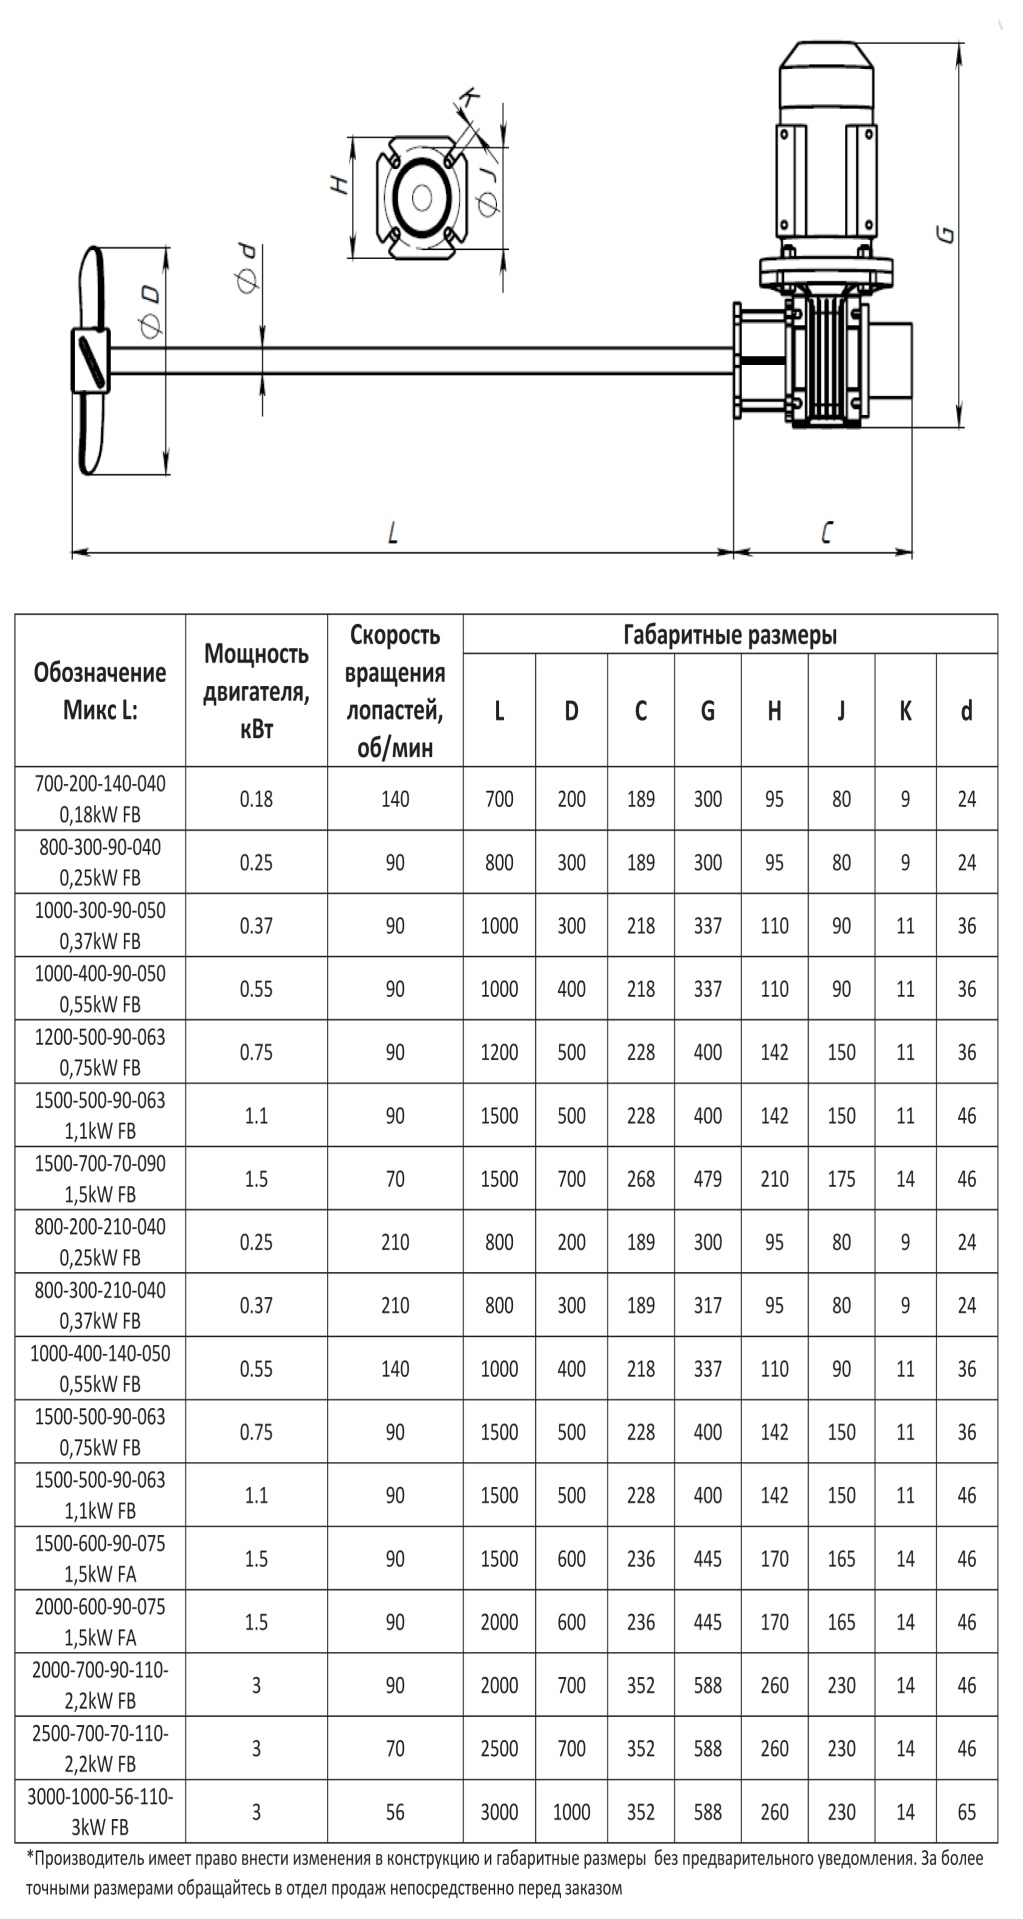 K
H
Ø J
G
Ø d
Ø D
L
C
Обозначение Микс L: | Мощность двигателя, кВт | Скорость вращения лопастей, об/мин | Габаритные размеры
L | D | C | G | H | J | K | d
700-200-140-040 0,18kW FB | 0.18 | 140 | 700 | 200 | 189 | 300 | 95 | 80 | 9 | 24
800-300-90-040 0,25kW FB | 0.25 | 90 | 800 | 300 | 189 | 300 | 95 | 80 | 9 | 24
1000-300-90-050 0,37kW FB | 0.37 | 90 | 1000 | 300 | 218 | 337 | 110 | 90 | 11 | 36
1000-400-90-050 0,55kW FB | 0.55 | 90 | 1000 | 400 | 218 | 337 | 110 | 90 | 11 | 36
1200-500-90-063 0,75kW FB | 0.75 | 90 | 1200 | 500 | 228 | 400 | 142 | 150 | 11 | 36
1500-500-90-063 1,1kW FB | 1.1 | 90 | 1500 | 500 | 228 | 400 | 142 | 150 | 11 | 46
1500-700-70-090 1,5kW FB | 1.5 | 70 | 1500 | 700 | 268 | 479 | 210 | 175 | 14 | 46
800-200-210-040 0,25kW FB | 0.25 | 210 | 800 | 200 | 189 | 300 | 95 | 80 | 9 | 24
800-300-210-040 0,37kW FB | 0.37 | 210 | 800 | 300 | 189 | 317 | 95 | 80 | 9 | 24
1000-400-140-050 0,55kW FB | 0.55 | 140 | 1000 | 400 | 218 | 337 | 110 | 90 | 11 | 36
1500-500-90-063 0,75kW FB | 0.75 | 90 | 1500 | 500 | 228 | 400 | 142 | 150 | 11 | 36
1500-500-90-063 1,1kW FB | 1.1 | 90 | 1500 | 500 | 228 | 400 | 142 | 150 | 11 | 46
1500-600-90-075 1,5kW FA | 1.5 | 90 | 1500 | 600 | 236 | 445 | 170 | 165 | 14 | 46
2000-600-90-075 1,5kW FA | 1.5 | 90 | 2000 | 600 | 236 | 445 | 170 | 165 | 14 | 46
2000-700-90-110- 2,2kW FB | 3 | 90 | 2000 | 700 | 352 | 588 | 260 | 230 | 14 | 46
2500-700-70-110- 2,2kW FB | 3 | 70 | 2500 | 700 | 352 | 588 | 260 | 230 | 14 | 46
3000-1000-56-110- 3kW FB | 3 | 56 | 3000 | 1000 | 352 | 588 | 260 | 230 | 14 | 65
*Производитель имеет право внести изменения в конструкцию и габаритные размеры без предварительного уведомления. За более
точными размерами обращайтесь в отдел продаж непосредственно перед заказом